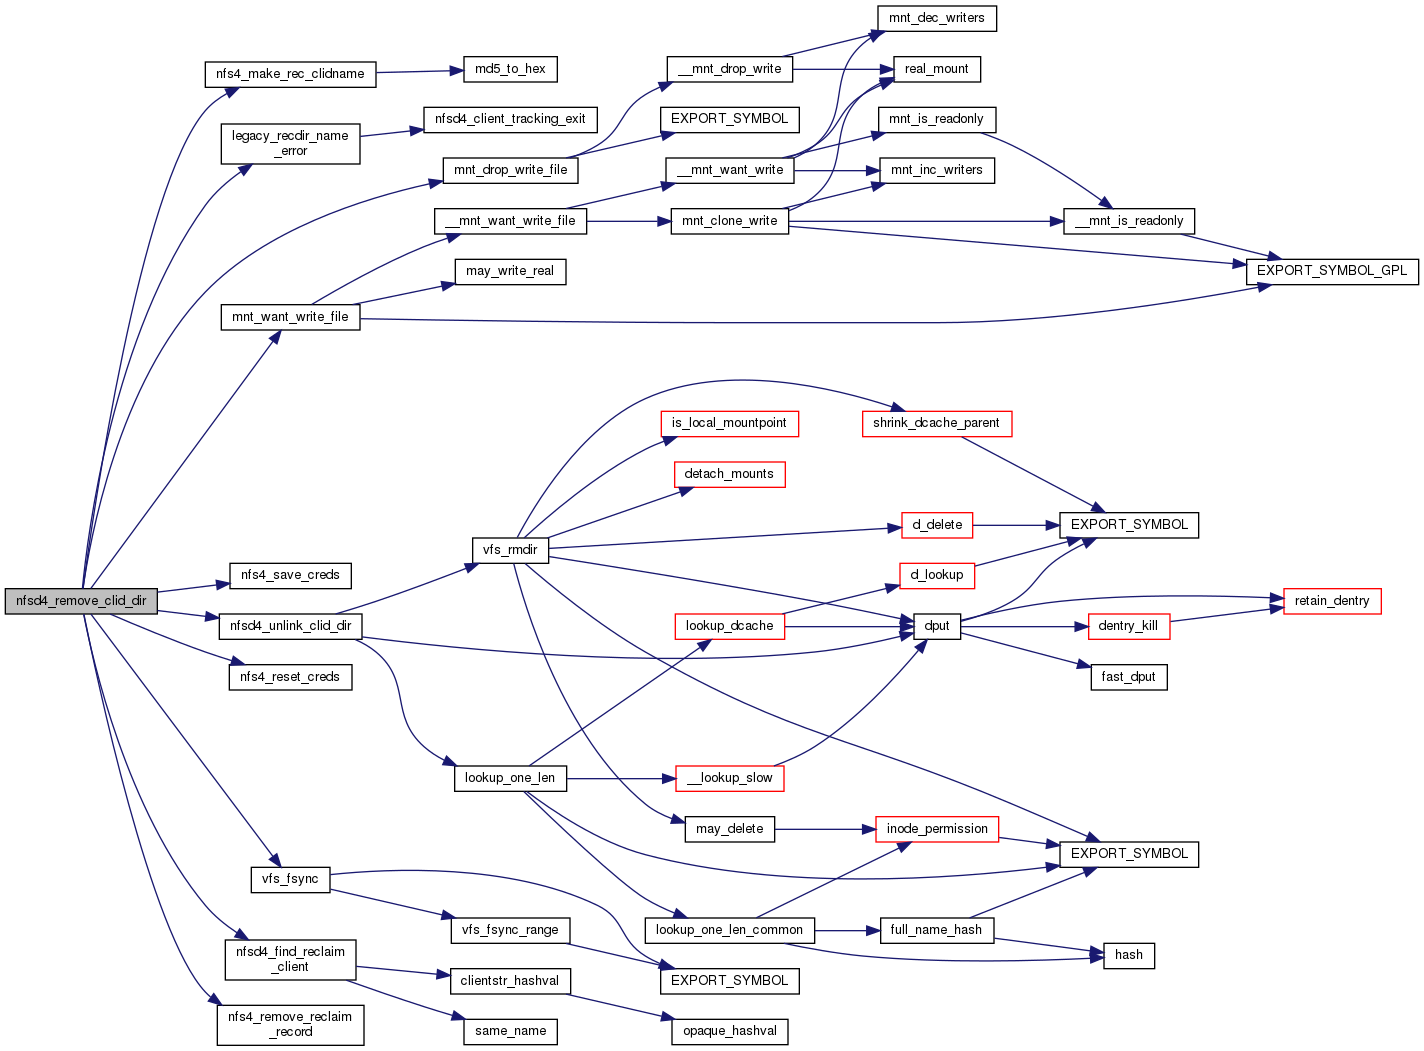 nfsd4_remove_clid_dir
nfs4_make_rec_clidname
legacy_recdir_name
_error
mnt_want_write_file
nfs4_save_creds
nfsd4_unlink_clid_dir
nfs4_reset_creds
vfs_fsync
nfsd4_find_reclaim
_client
nfs4_remove_reclaim
_record
md5_to_hex
nfsd4_client_tracking_exit
mnt_drop_write_file
__mnt_want_write_file
may_write_real
vfs_rmdir
lookup_one_len
vfs_fsync_range
clientstr_hashval
same_name
__mnt_drop_write
EXPORT_SYMBOL
__mnt_want_write
mnt_clone_write
is_local_mountpoint
detach_mounts
lookup_dcache
__lookup_slow
may_delete
lookup_one_len_common
EXPORT_SYMBOL
opaque_hashval
mnt_dec_writers
real_mount
mnt_is_readonly
mnt_inc_writers
shrink_dcache_parent
d_delete
d_lookup
dput
inode_permission
full_name_hash
__mnt_is_readonly
EXPORT_SYMBOL
dentry_kill
fast_dput
EXPORT_SYMBOL
hash
EXPORT_SYMBOL_GPL
retain_dentry